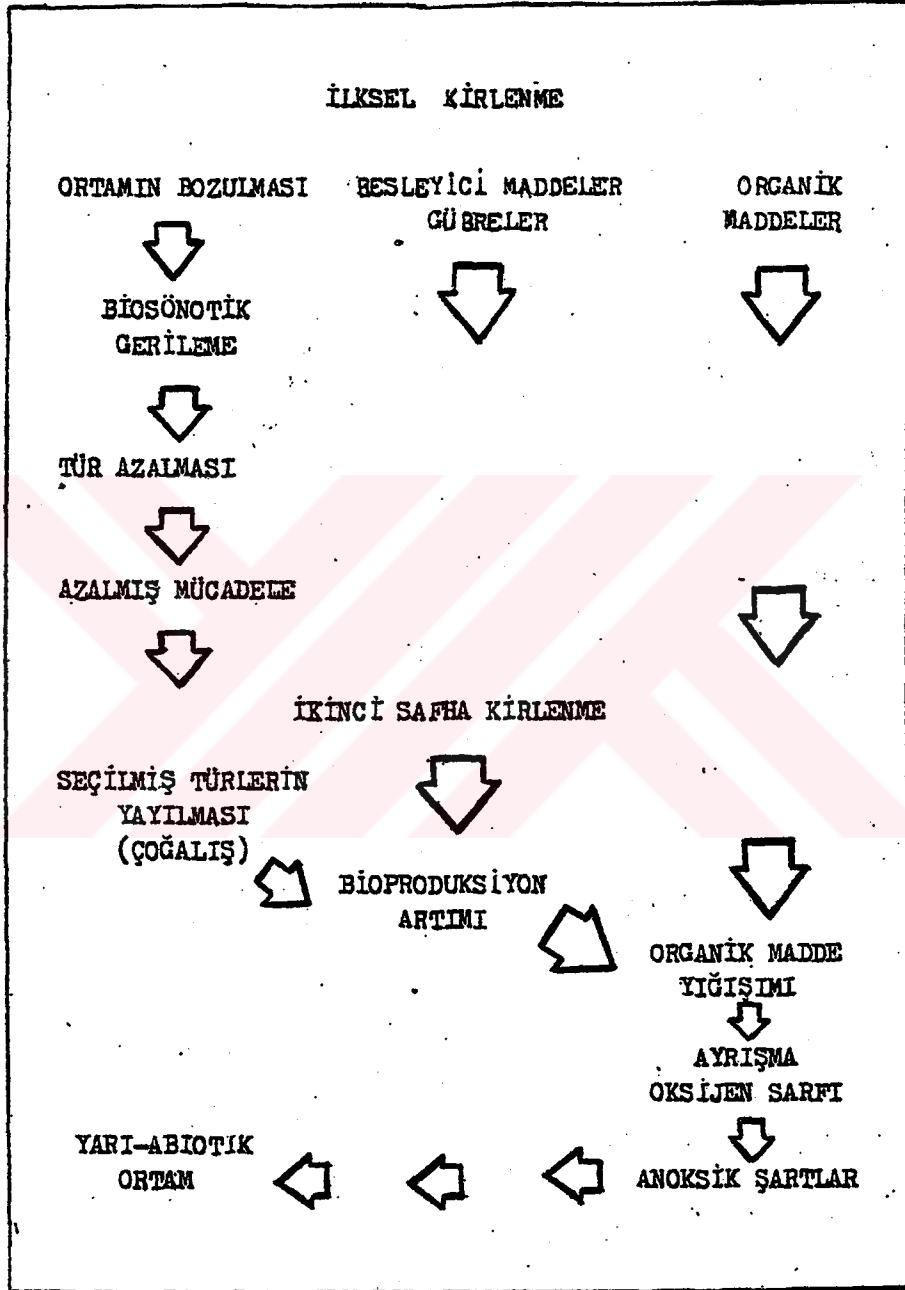 İLKSEL KİRLENME
ORTAMIN BOZULMASI
BESLEYİCİ MADDELER
GÜBRELER
ORGANİK
MADDELER
BİOSÖNOTİK
GERİLEME
TÜR AZALMASI
AZALMIŞ MÜCADELE
İKİNCİ SAFHA KİRLENME
SEÇİLMİŞ TÜRLERİN
YAYILMASI
(ÇOĞALIŞ)
BİOPRODUKSİYON
ARTIMI
ORGANİK MADDE
YIĞIŞIMI
AYRIŞMA
OKSİJEN SARFI
ANOKSİK ŞARTLAR
YARI-ABIOTIK
ORTAM